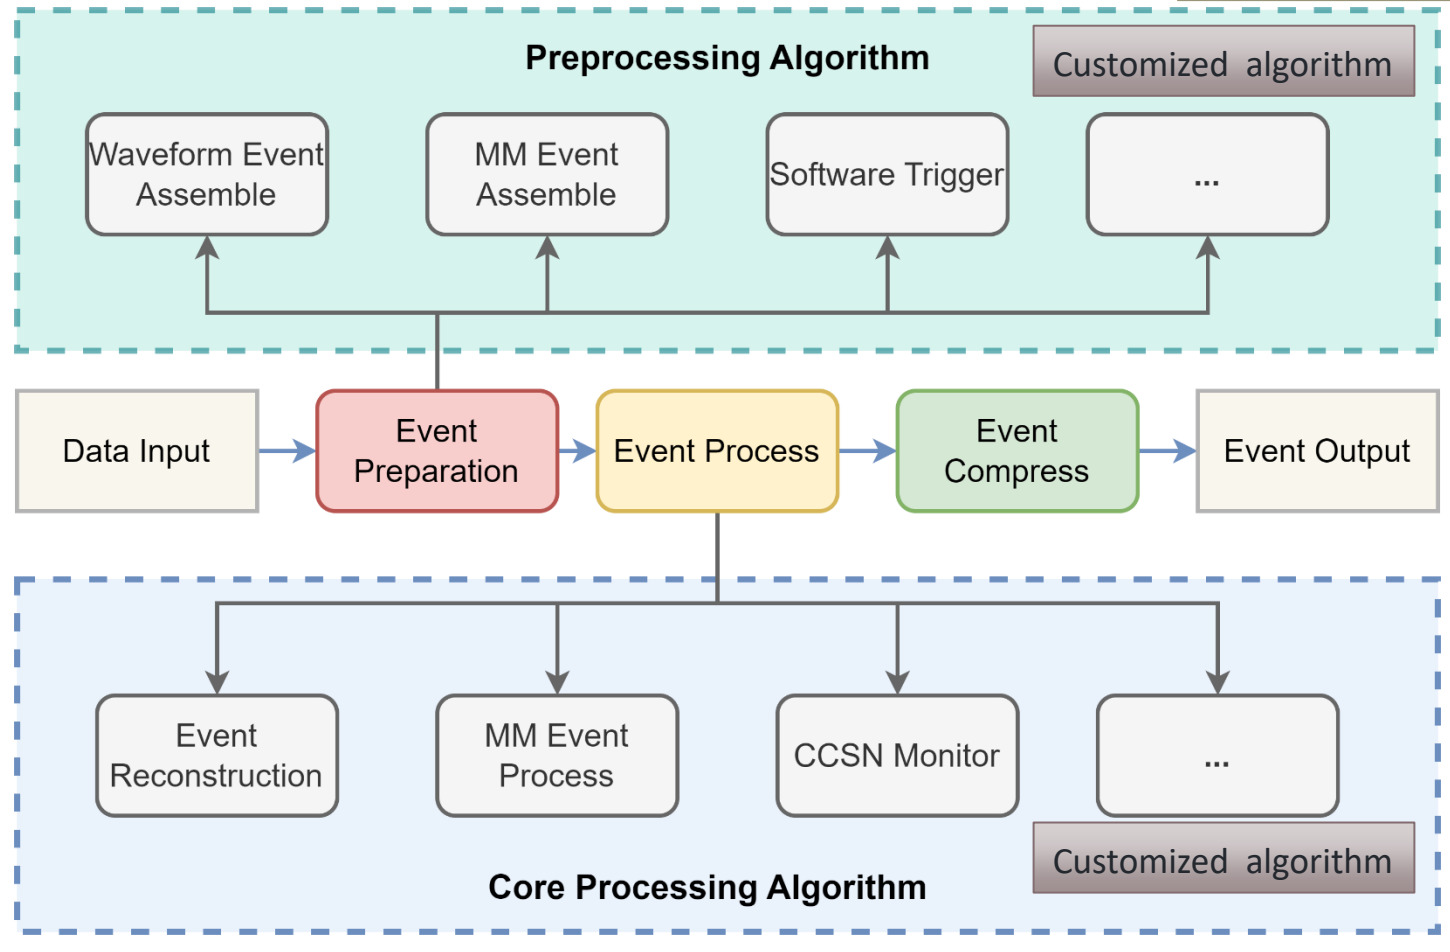 Preprocessing Algorithm
Customized algorithm
Waveform Event
Assemble
MM Event
Assemble
Software Trigger
...
Data Input
Event
Preparation
Event Process
Event
Compress
Event Output
Event
Reconstruction
MM Event
Process
CCSN Monitor
...
Customized algorithm
Core Processing Algorithm